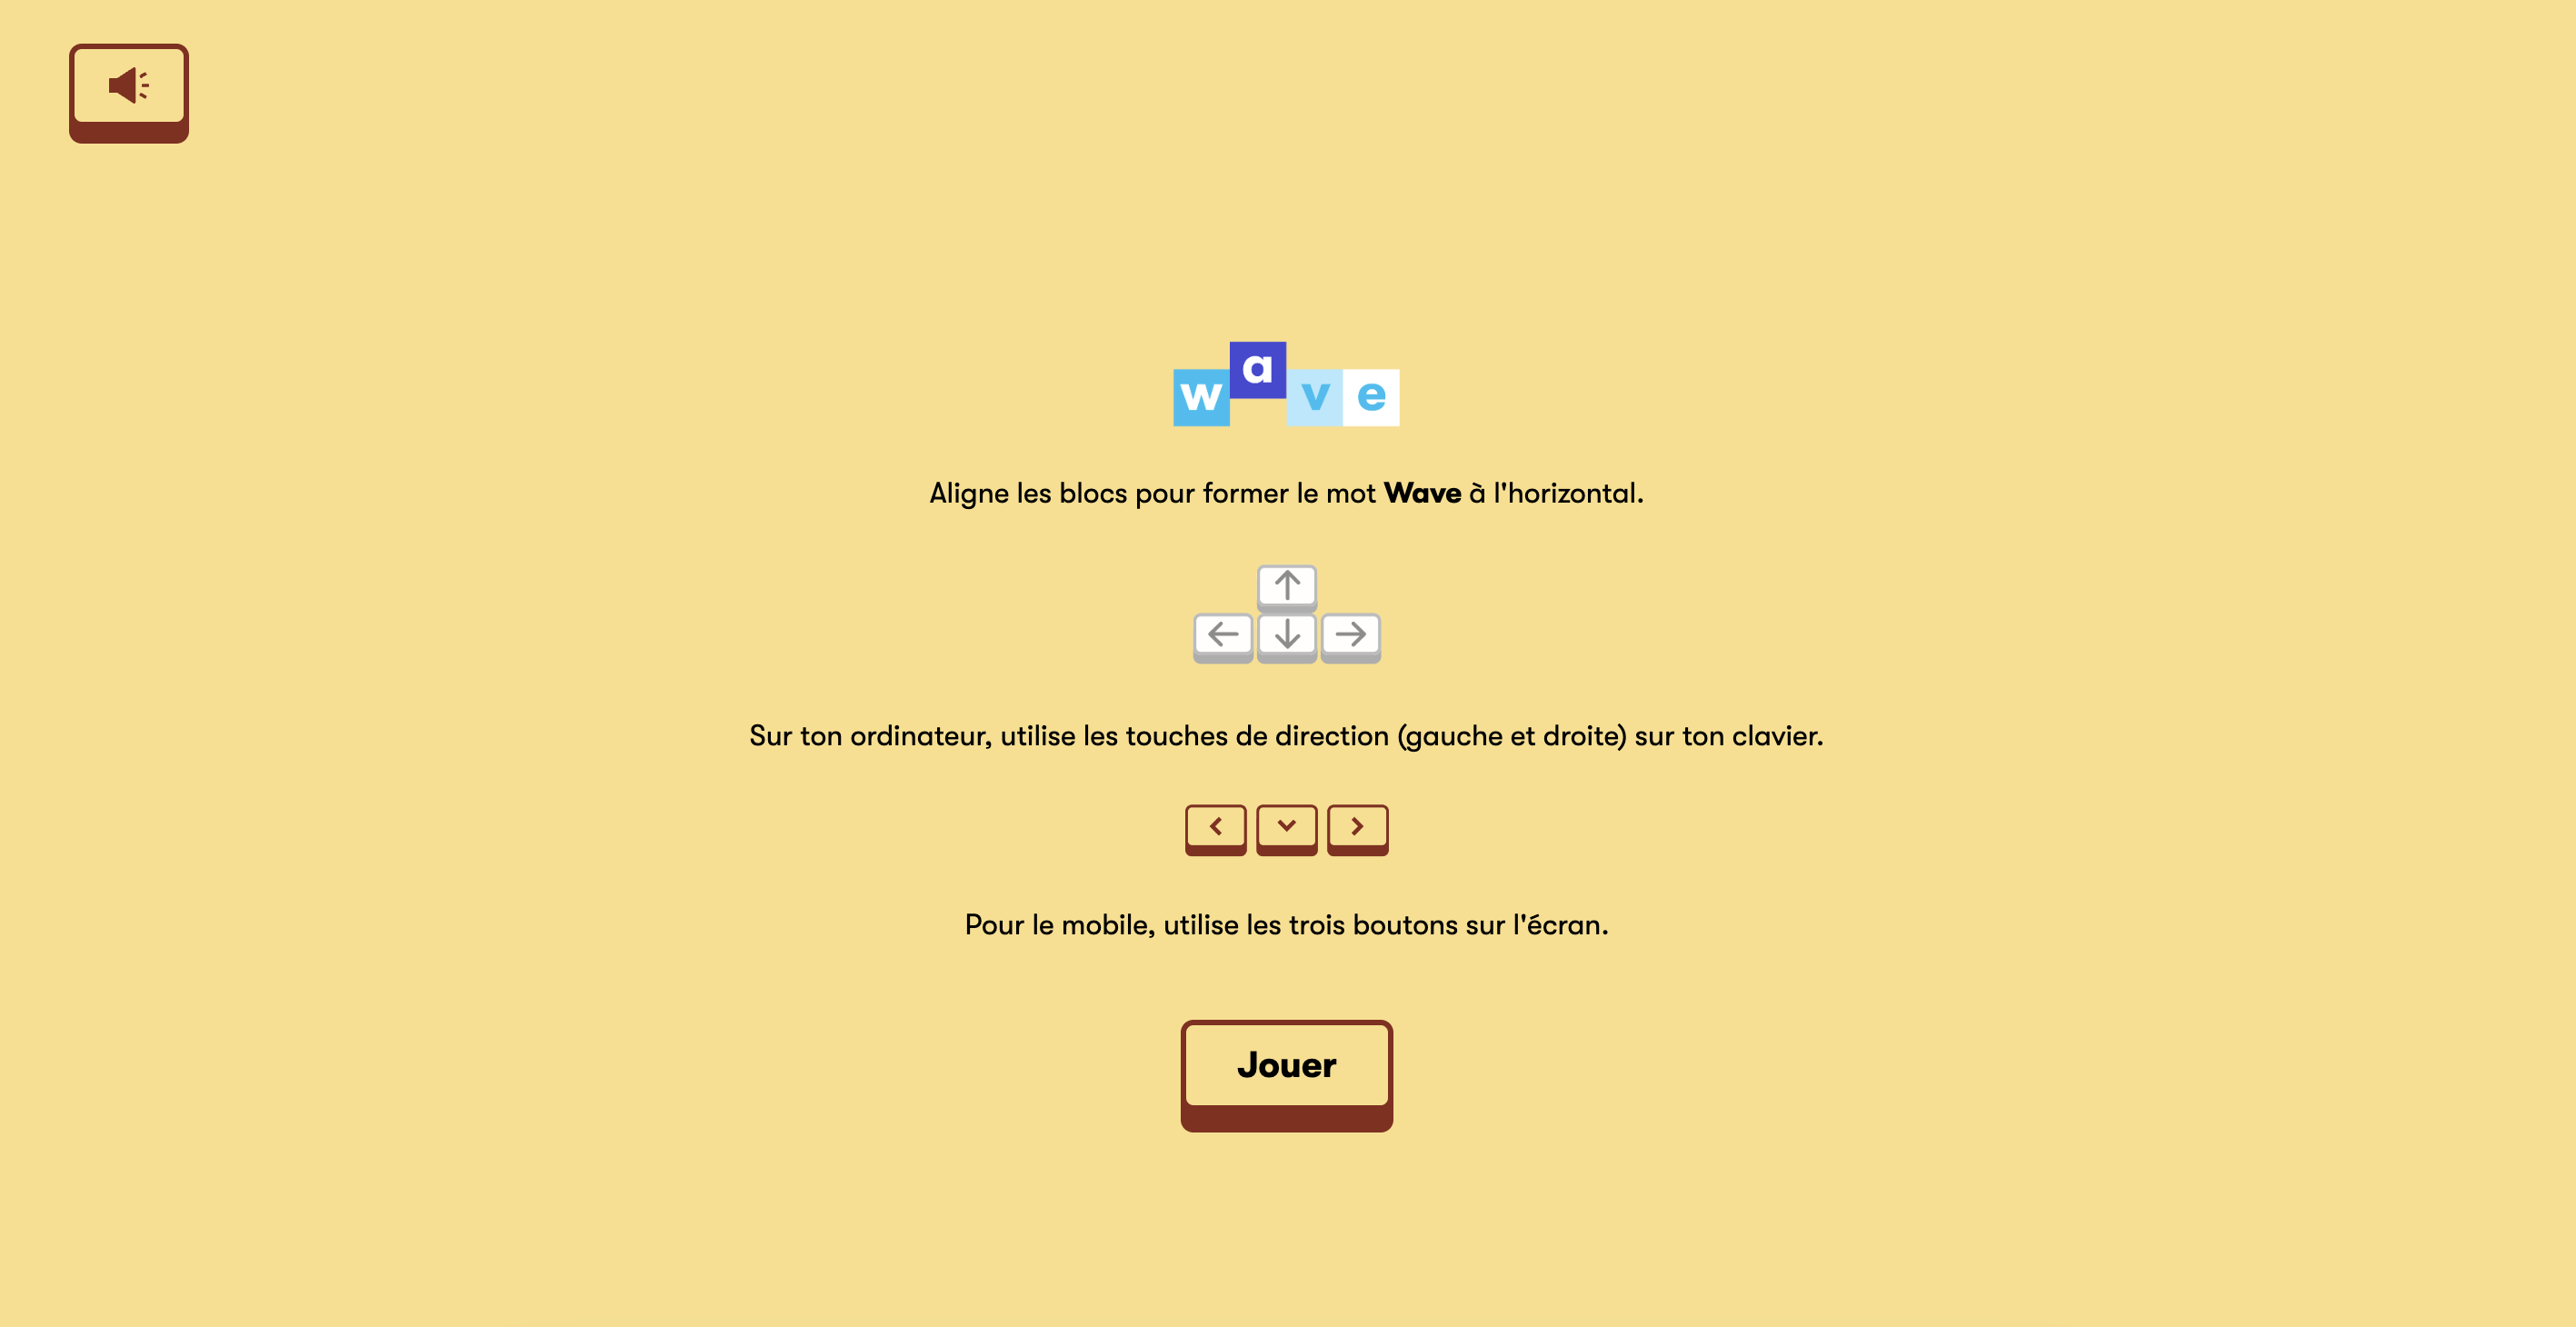 wave
Aligne les blocs pour former le mot Wave à l'horizontal.
Sur ton ordinateur, utilise les touches de direction (gauche et droite) sur ton clavier.
Pour le mobile, utilise les trois boutons sur l'écran.
Jouer